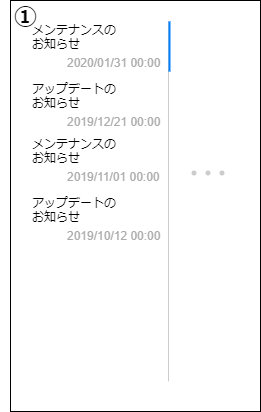 ①
メンテナンスの
お知らせ
2020/01/31 00:00
アップデートの
お知らせ
2019/12/21 00:00
メンテナンスの
お知らせ
2019/11/01 00:00
アップデートの
お知らせ
2019/10/12 00:00